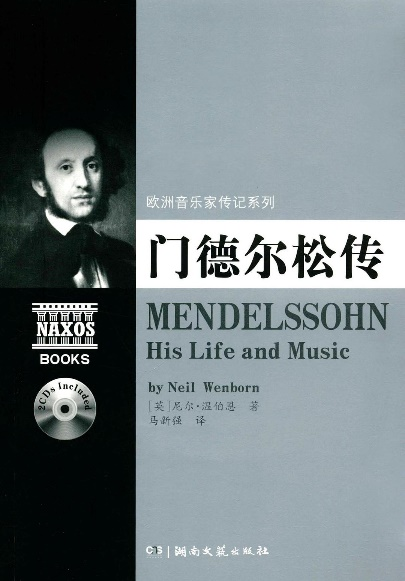 欧洲音乐家传记系列
门德尔松传
MENDELSSOHN
His Life and Music
by Neil Wenborn
[英]尼尔·温伯恩 著
马新强 译
NAXOS
BOOKS
2CDs Included
湖南文艺出版社